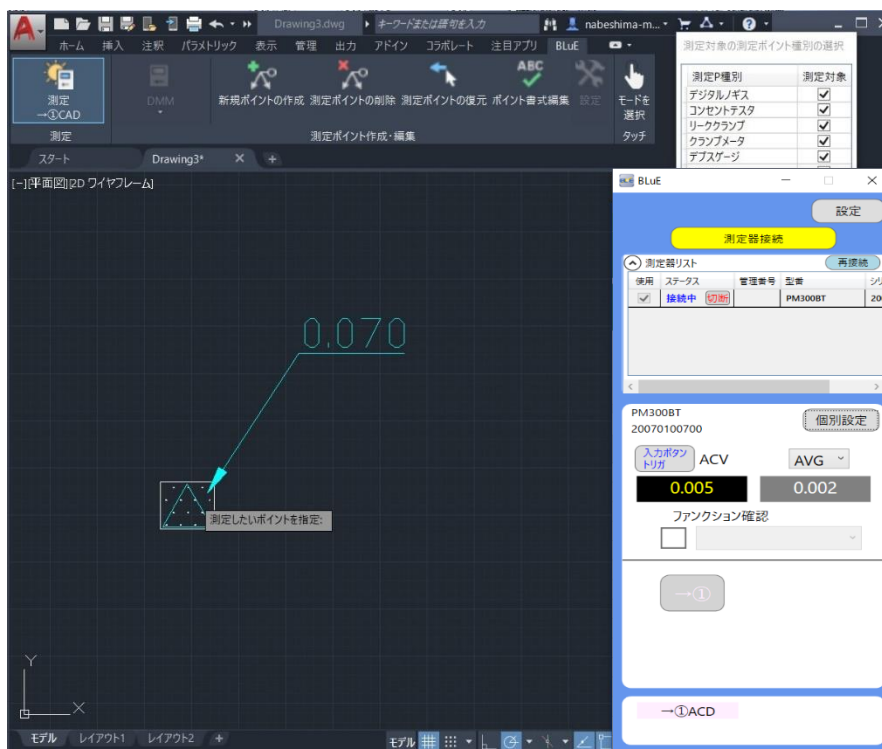 Drawing3.dwg
キーワードまたは語句を入力
nabeshima-m...
ホーム 挿入 注釈 パラメトリック 表示 管理 出力 アドイン コラボレート 注目アプリ BLuE
測定
→①CAD
DMM
新規ポイントの作成 測定ポイントの削除 測定ポイントの復元 ポイント書式編集 設定
ABC
モードを
選択
測定
測定ポイント作成・編集
タッチ
測定対象の測定ポイント種別の選択
測定P種別 測定対象
デジタルノギス
コンセントテスタ
リーククランプ
クランプメータ
デプスゲージ
スタート Drawing3* × +
[-][平面図][2D ワイヤフレーム]
0.070
測定したいポイントを指定:
Y
X
モデル レイアウト1 レイアウト2 +
モデル
BLuE
設定
測定器接続
測定器リスト
再接続
使用 ステータス 管理番号 型番
接続中 切断 PM300BT
PM300BT
20070100700
個別設定
入力ボタン
トリガ
ACV
AVG
0.005 0.002
ファンクション確認
→①
→①ACD